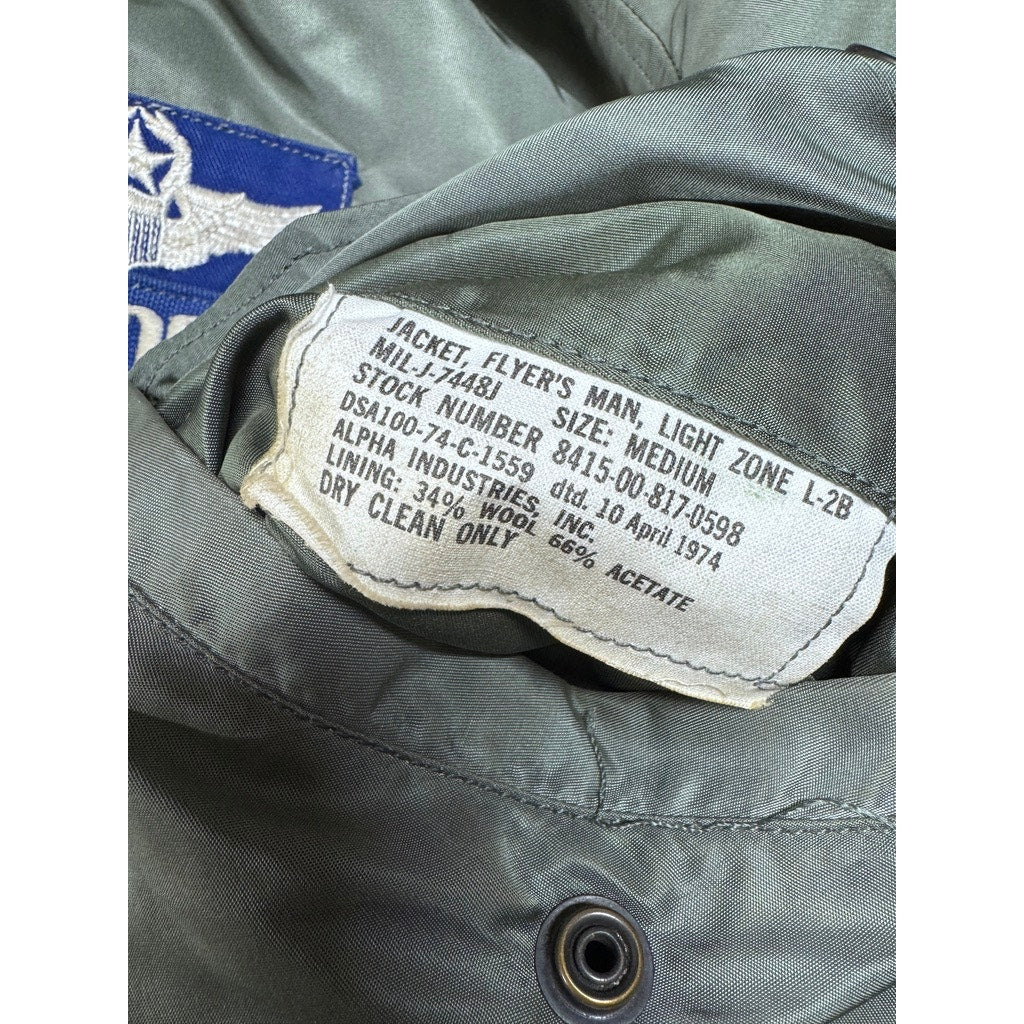 JACKET, FLYER'S MAN, LIGHT ZONE L-2B
MIL-J-7448J SIZE: MEDIUM
STOCK NUMBER 8415-00-817-0598
DSA100-74-C-1559 dtd. 10 April 1974
ALPHA INDUSTRIES, INC.
LINING: 34% WOOL 66% ACETATE
DRY CLEAN ONLY